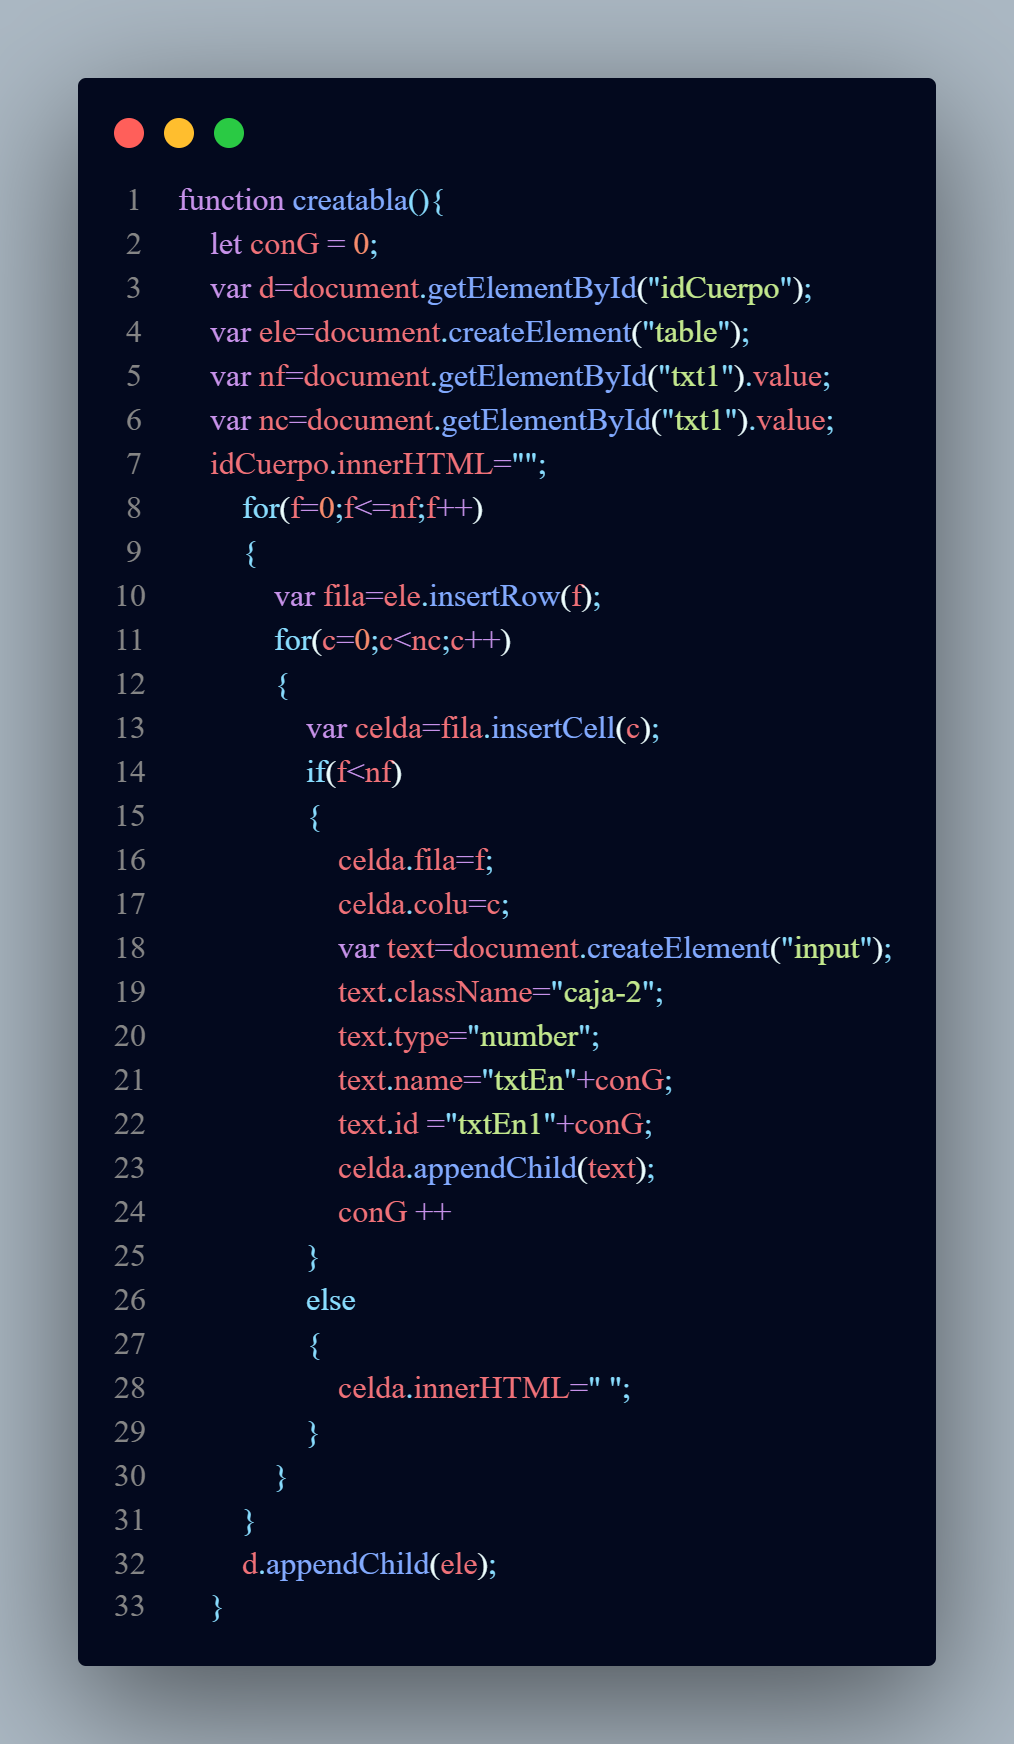 1 function creatabla(){
2 let conG = 0;
3 var d=document.getElementById("idCuerpo");
4 var ele=document.createElement("table");
5 var nf=document.getElementById("txt1").value;
6 var nc=document.getElementById("txt1").value;
7 idCuerpo.innerHTML="";
8 for(f=0;f<=nf;f++)
9 {
10 var fila=ele.insertRow(f);
11 for(c=0;c<nc;c++)
12 {
13 var celda=fila.insertCell(c);
14 if(f<nf)
15 {
16 celda.fila=f;
17 celda.colu=c;
18 var text=document.createElement("input");
19 text.className="caja-2";
20 text.type="number";
21 text.name="txtEn"+conG;
22 text.id ="txtEn1"+conG;
23 celda.appendChild(text);
24 conG ++
25 }
26 else
27 {
28 celda.innerHTML=" ";
29 }
30 }
31 }
32 d.appendChild(ele);
33 }